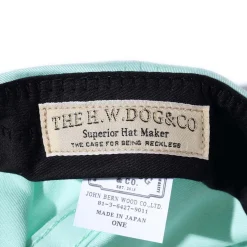 THE H.W.DOG&CO
Superior Hat Maker
THE CASE FOR BEING RECKLESS
& CO.
JOHN BERN WOOD CO.,LTD
MADE IN JAPAN
ONE